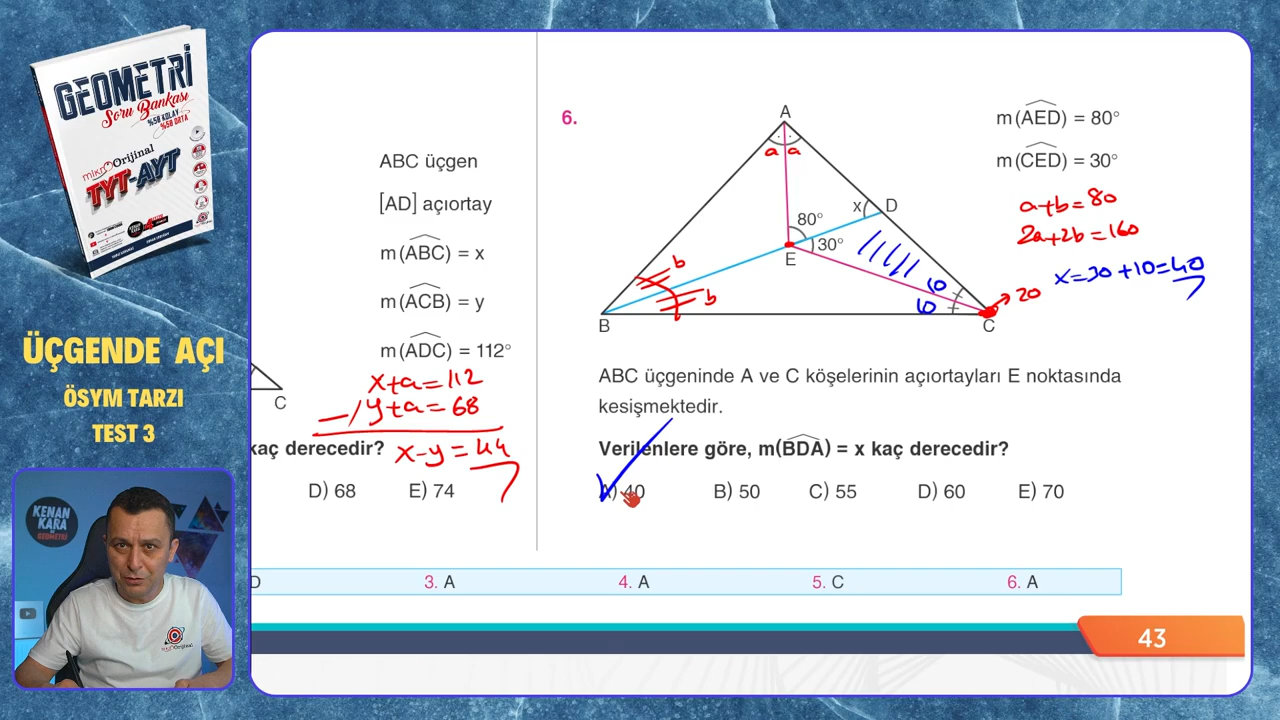 GEOMETRİ
Soru Bankası
%50 KOLAY
%50 ORTA
mikro Orijinal
TYT-AYT
ÜÇGENDE AÇI
ÖSYM TARZI
TEST 3
KENAN
KARA
GEOMETRİ
ABC üçgen
[AD] açıortay
m(ABC) = x
m(ACB) = y
m(ADC) = 112°
x+a=112
-/y+a=68
x-y=44
C
kaç derecedir?
D) 68 E) 74
6.
A
a a
x D
80°
30°
E
b
b
10
10
20
B
C
m(AED) = 80°
m(CED) = 30°
a+b=80
2a+2b=160
x=30+10=40
ABC üçgeninde A ve C köşelerinin açıortayları E noktasında
kesişmektedir.
Verilenlere göre, m(BDA) = x kaç derecedir?
A) 40 B) 50 C) 55 D) 60 E) 70
D 3. A 4. A 5. C 6. A
43